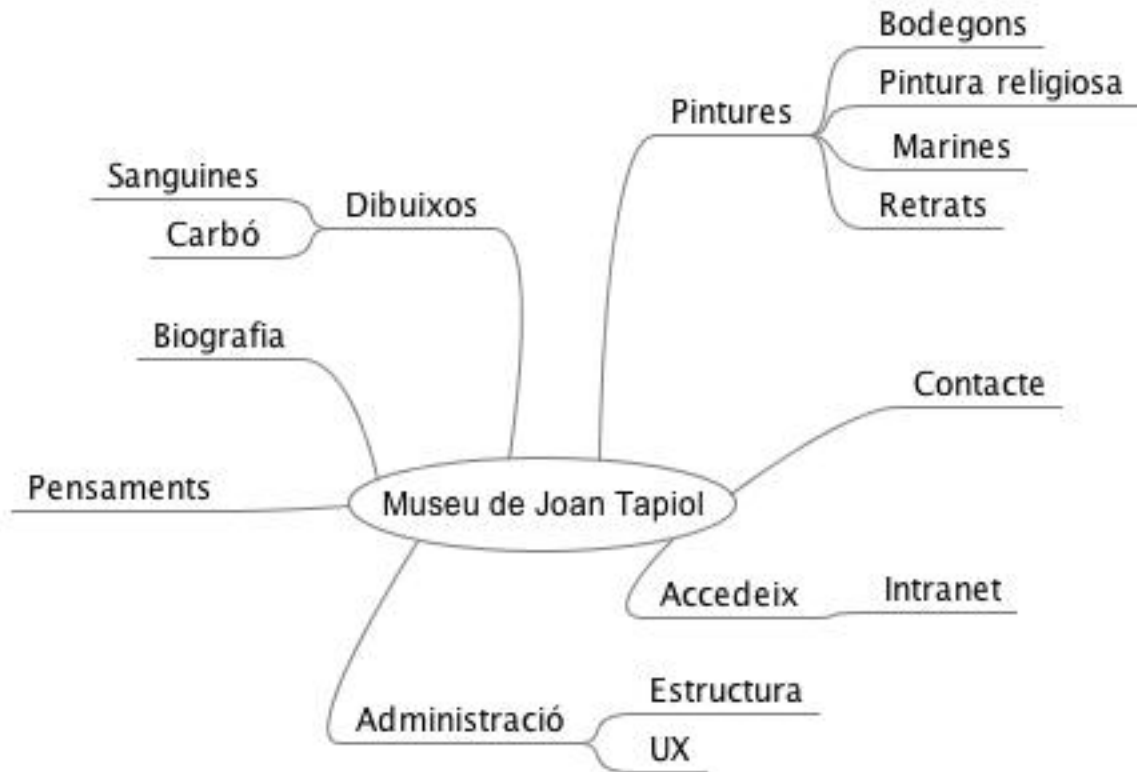 Bodegons
Pintura religiosa
Pintures
Marines
Retrats
Sanguines
Dibuixos
Carbó
Biografia
Contacte
Pensaments
Museu de Joan Tapiol
Accedeix
Intranet
Administració
Estructura
UX